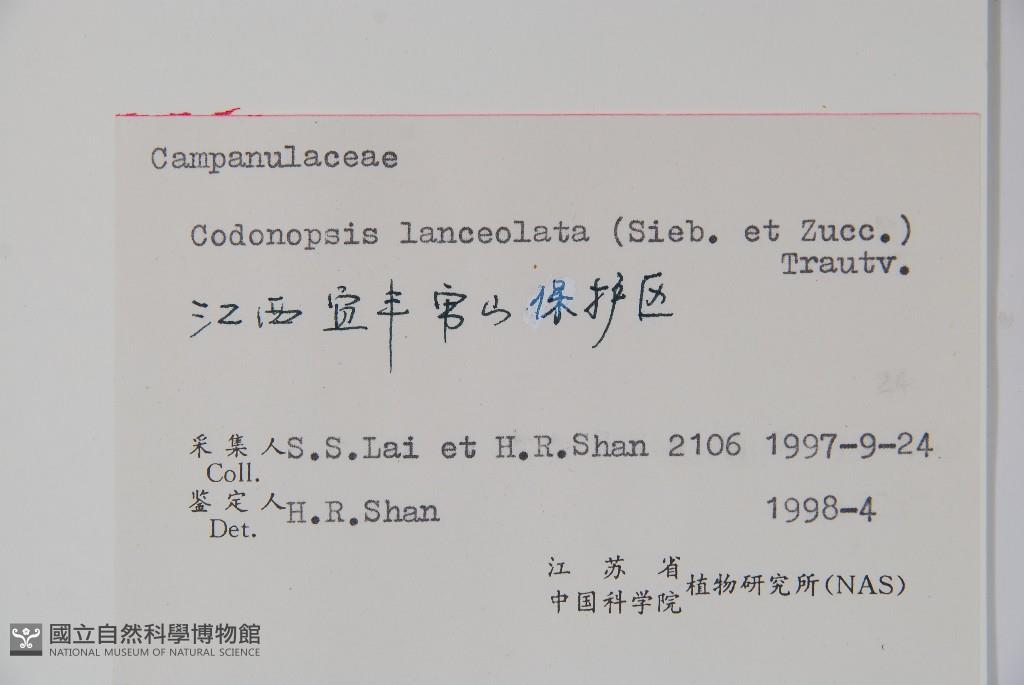 Campanulaceae
Codonopsis lanceolata (Sieb. et Zucc.)
Trautv.
江西宜丰官山保护区
24
采集人 S.S.Lai et H.R.Shan 2106 1997-9-24
Coll.
鉴定人 H.R.Shan 1998-4
Det.
江苏省
中国科学院 植物研究所(NAS)
國立自然科學博物館
NATIONAL MUSEUM OF NATURAL SCIENCE